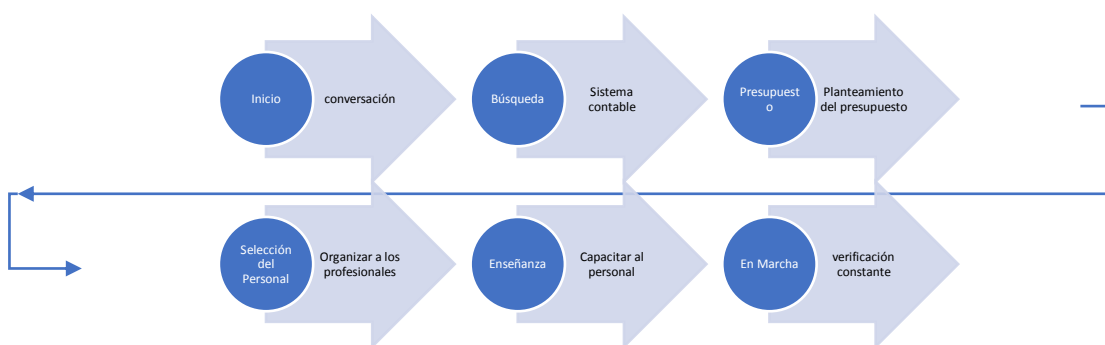 Inicio
conversación
Búsqueda
Sistema
contable
Presupuest
o
Planteamiento
del presupuesto
Selección
del
Personal
Organizar a los
profesionales
Enseñanza
Capacitar al
personal
En Marcha
verificación
constante